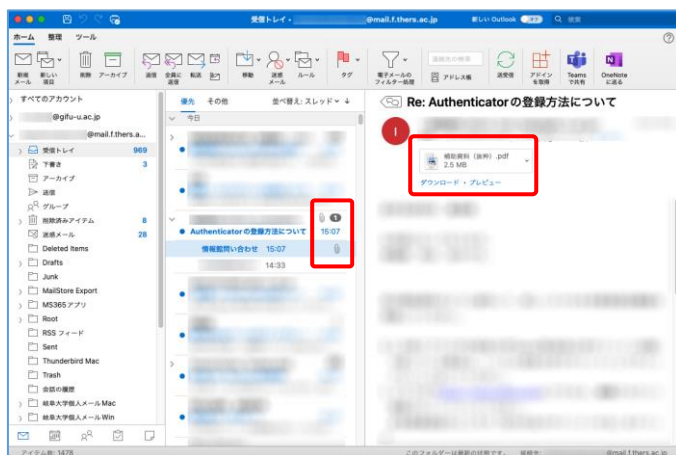 受信トレイ •
@mail.f.thers.ac.jp
新しい Outlook
検索
ホーム 整理 ツール
新規メール
新しい項目
削除
アーカイブ
返信
全員に返信
転送
移動
迷惑メール
ルール
タグ
電子メールのフィルター処理
連絡先の検索
アドレス帳
送受信
アドインを取得
Teams で共有
OneNote に送る
すべてのアカウント
@gifu-u.ac.jp
@mail.f.thers.a...
受信トレイ 969
下書き 3
アーカイブ
送信
グループ
削除済みアイテム 8
迷惑メール 28
Deleted Items
Drafts
Junk
MailStore Export
MS365アプリ
Root
RSS フィード
Sent
Thunderbird Mac
Trash
会話の履歴
岐阜大学個人メールMac
岐阜大学個人メールWin
アイテム数: 1478
優先 その他 並べ替え: スレッド ↓
今日
1
Authenticatorの登録方法について 15:07
情報館問い合わせ 15:07
14:33
Re: Authenticatorの登録方法について
I
補助資料（抜粋）.pdf
2.5 MB
ダウンロード • プレビュー
このフォルダーは最新の状態です。
接続先:
@mail.f.thers.ac.jp